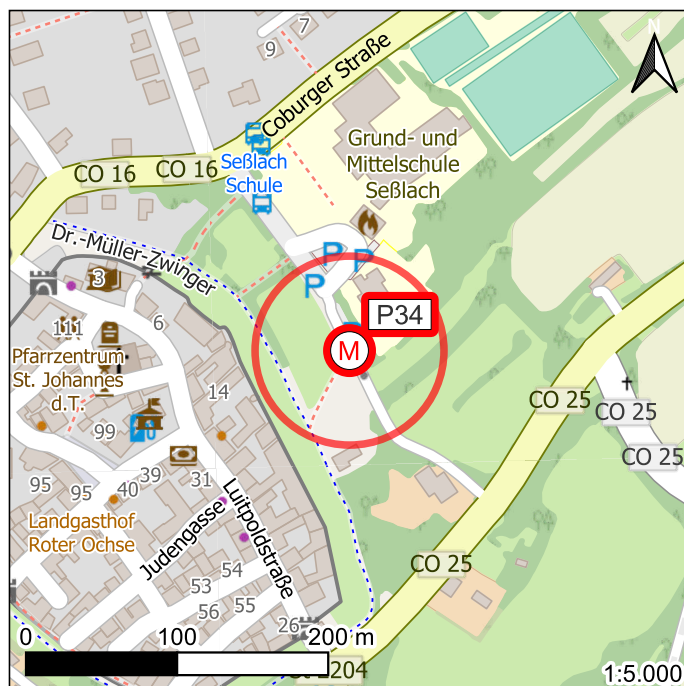 7
9
N
Coburger Straße
Grund- und
Mittelschule
Seßlach
Seßlach
Schule
CO 16
CO 16
Dr.-Müller-Zwinger
P
P
P
3
6
111
P34
M
Pfarrzentrum
St. Johannes
d.T.
14
99
CO 25
CO 25
CO 25
95
95
40
39
31
Landgasthof
Roter Ochse
Judengasse
Luitpoldstraße
CO 25
54
53
55
56
26
0
100
200 m
2204
1:5.000